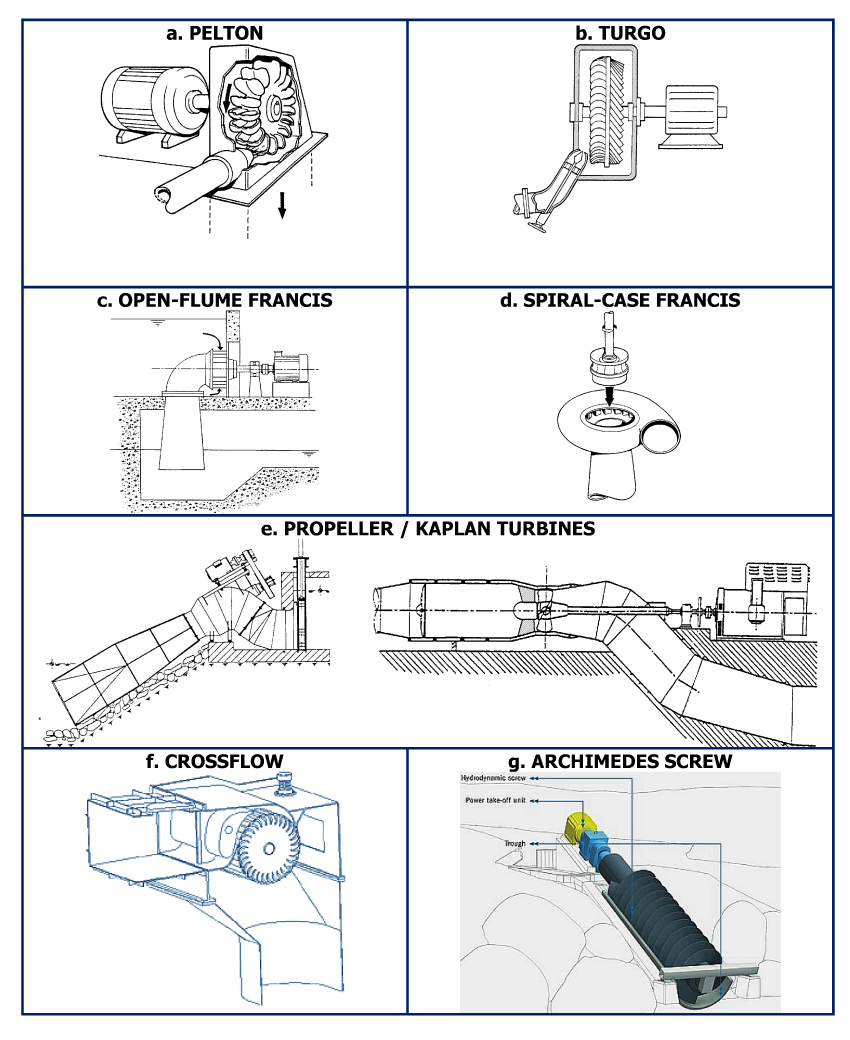 a. PELTON
b. TURGO
c. OPEN-FLUME FRANCIS
d. SPIRAL-CASE FRANCIS
e. PROPELLER / KAPLAN TURBINES
f. CROSSFLOW
g. ARCHIMEDES SCREW
Hydrodynamic screw
Power take-off unit
Trough